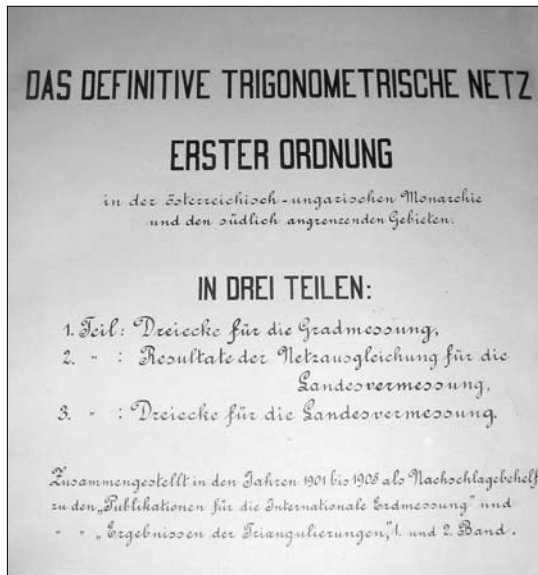 DAS DEFINITIVE TRIGONOMETRISCHE NETZ
ERSTER ORDNUNG
in der österreichisch-ungarischen Monarchie
und den südlich angrenzenden Gebieten.
IN DREI TEILEN:
1. Teil: Dreiecke für die Gradmessung,
2. " : Resultate der Netzausgleichung für die
Landesvermessung,
3. " : Dreiecke für die Landesvermessung.
Zusammengestellt in den Jahren 1901 bis 1905 als Nachschlagebehelf
zu den „Publikationen für die Internationale Erdmessung" und
" " „Ergebnissen der Triangulierungen," 1. und 2. Band.